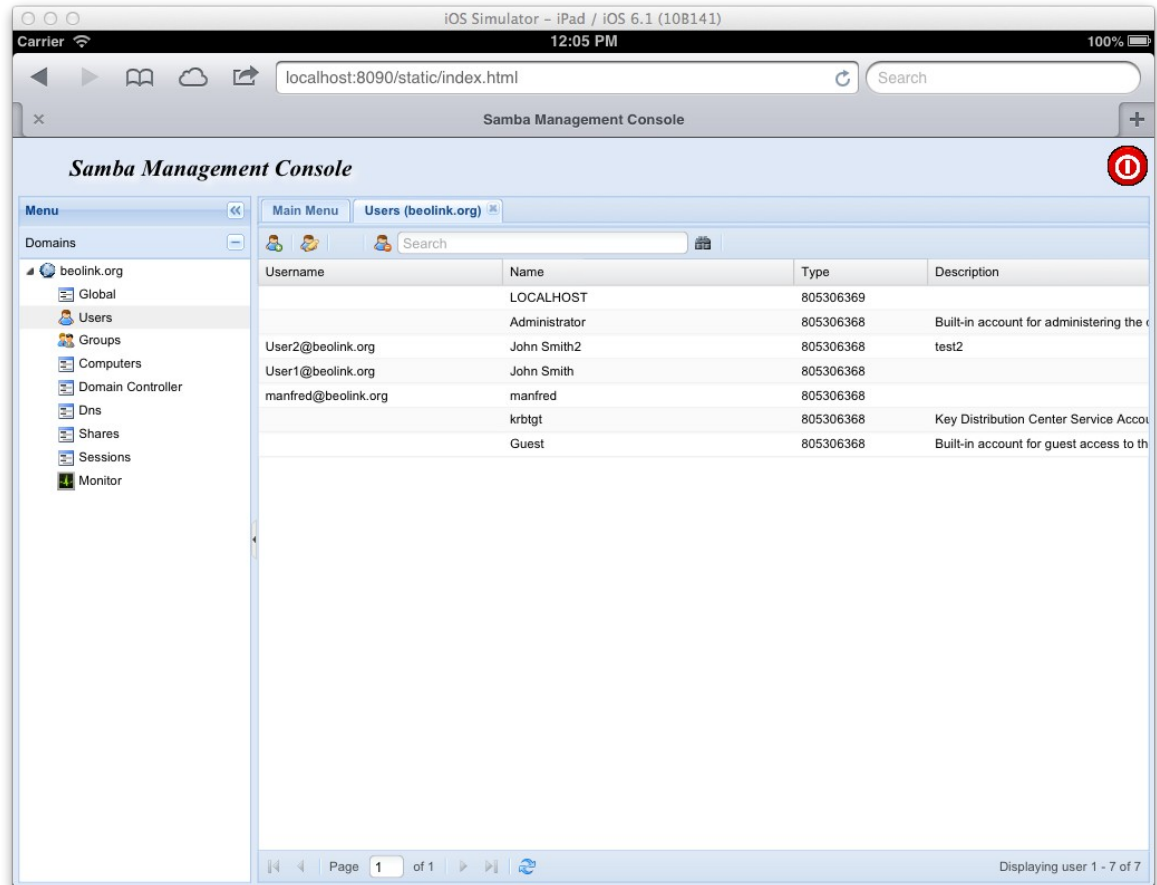 iOS Simulator – iPad / iOS 6.1 (10B141)
Carrier 12:05 PM 100%
localhost:8090/static/index.html Search
Samba Management Console
Samba Management Console
Menu Main Menu Users (beolink.org)
Domains Search
beolink.org Username Name Type Description
Global LOCALHOST 805306369
Users Administrator 805306368 Built-in account for administering the
Groups User2@beolink.org John Smith2 805306368 test2
Computers User1@beolink.org John Smith 805306368
Domain Controller manfred@beolink.org manfred 805306368
Dns krbtgt 805306368 Key Distribution Center Service
Shares Guest 805306368 Built-in account for guest access to
Sessions
Monitor
Page 1 of 1 Displaying user 1 - 7 of 7